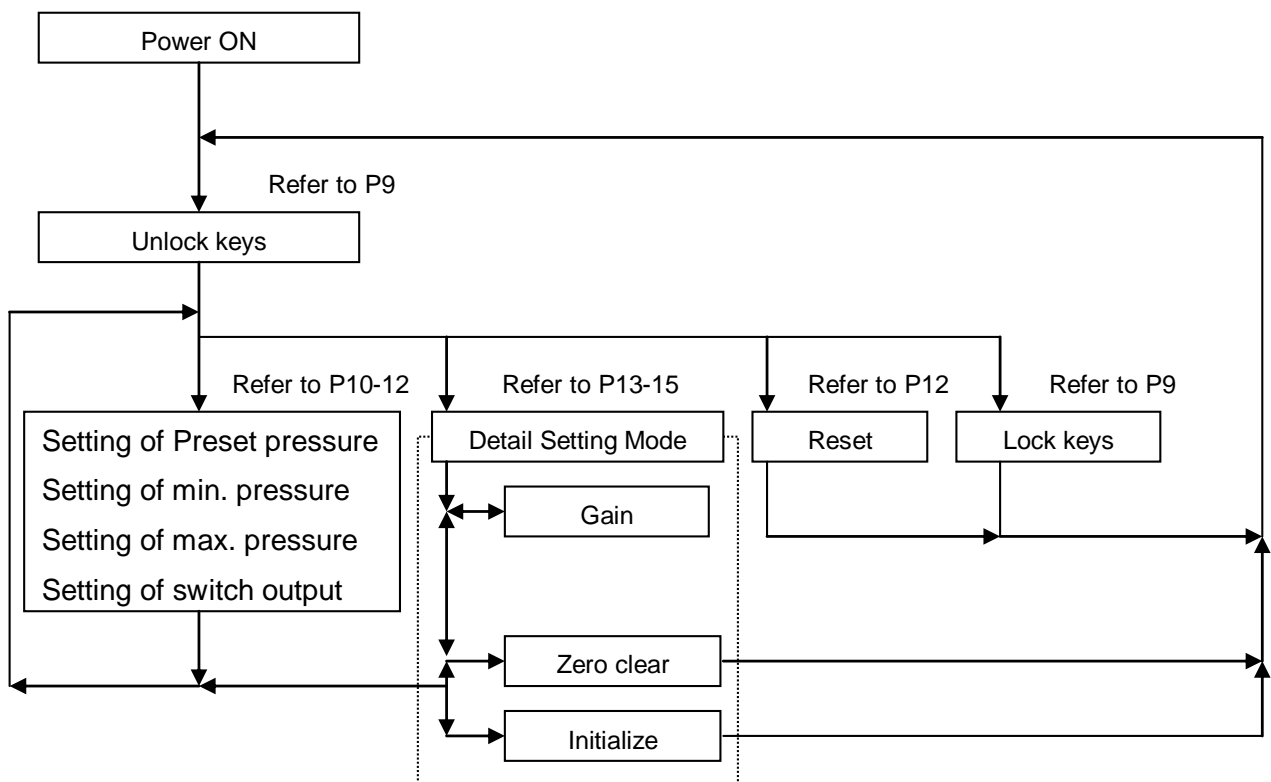 Power ON
Refer to P9
Unlock keys
Refer to P10-12
Refer to P13-15
Refer to P12
Refer to P9
Setting of Preset pressure
Setting of min. pressure
Setting of max. pressure
Setting of switch output
Detail Setting Mode
Reset
Lock keys
Gain
Zero clear
Initialize